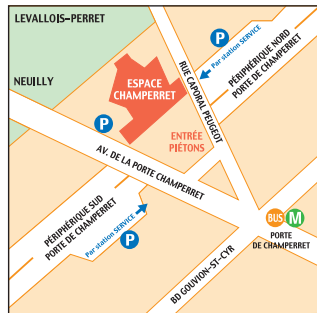 LEVALLOIS–PERRET
P
Par station SERVICE
PÉRIPHÉRIQUE NORD
PORTE DE CHAMPERRET
RUE CAPORAL PEUGEOT
NEUILLY
ESPACE
CHAMPERRET
P
ENTRÉE
PIÉTONS
AV. DE LA PORTE CHAMPERRET
PÉRIPHÉRIQUE SUD
PORTE DE CHAMPERRET
Par station SERVICE
P
BUS M
PORTE
DE CHAMPERRET
BD GOUVION–ST–CYR